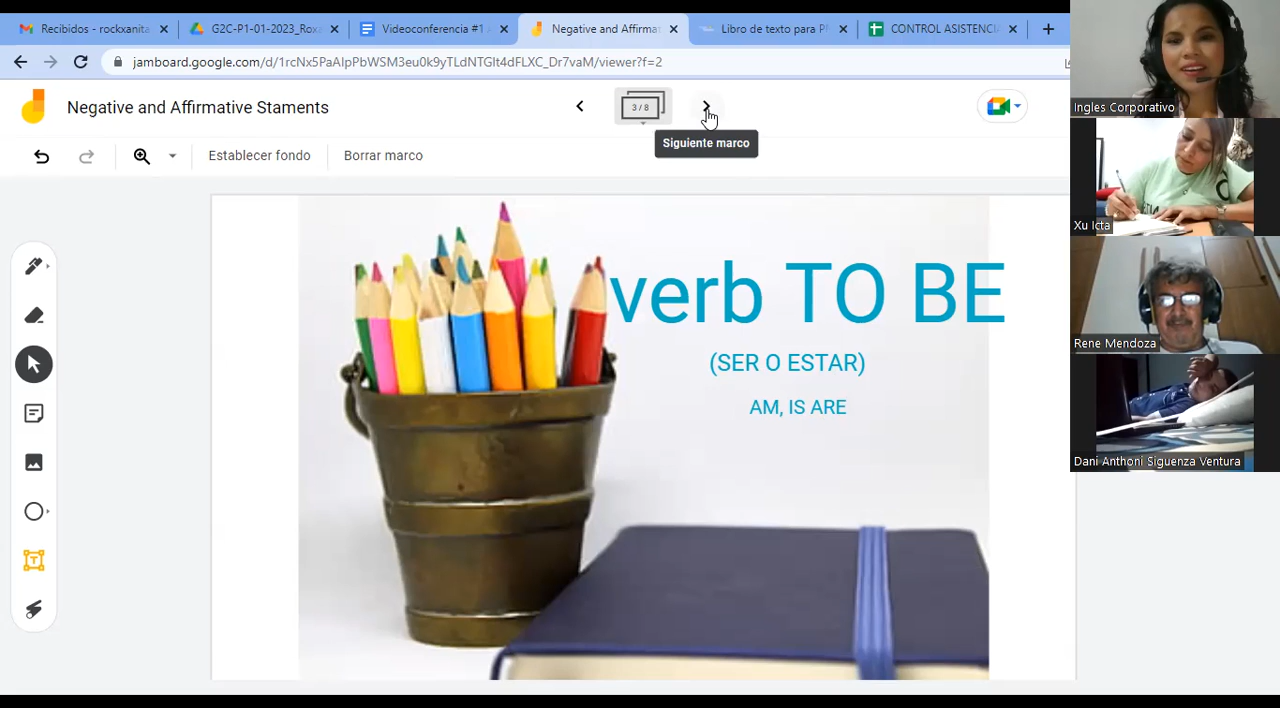 Recibidos - rockxanita
G2C-P1-01-2023_Rox
Videoconferencia #1
Negative and Affirmat
Libro de texto para P
CONTROL ASISTENCIA
jamboard.google.com/d/1rcNx5PaAIpPbWSM3eu0k9yTLdNTGlt4dFLXC_Dr7vaM/viewer?f=2
Negative and Affirmative Staments
3 / 8
Siguiente marco
Establecer fondo
Borrar marco
verb TO BE
(SER O ESTAR)
AM, IS ARE
Ingles Corporativo
Xu Icta
Rene Mendoza
Dani Anthoni Siguenza Ventura